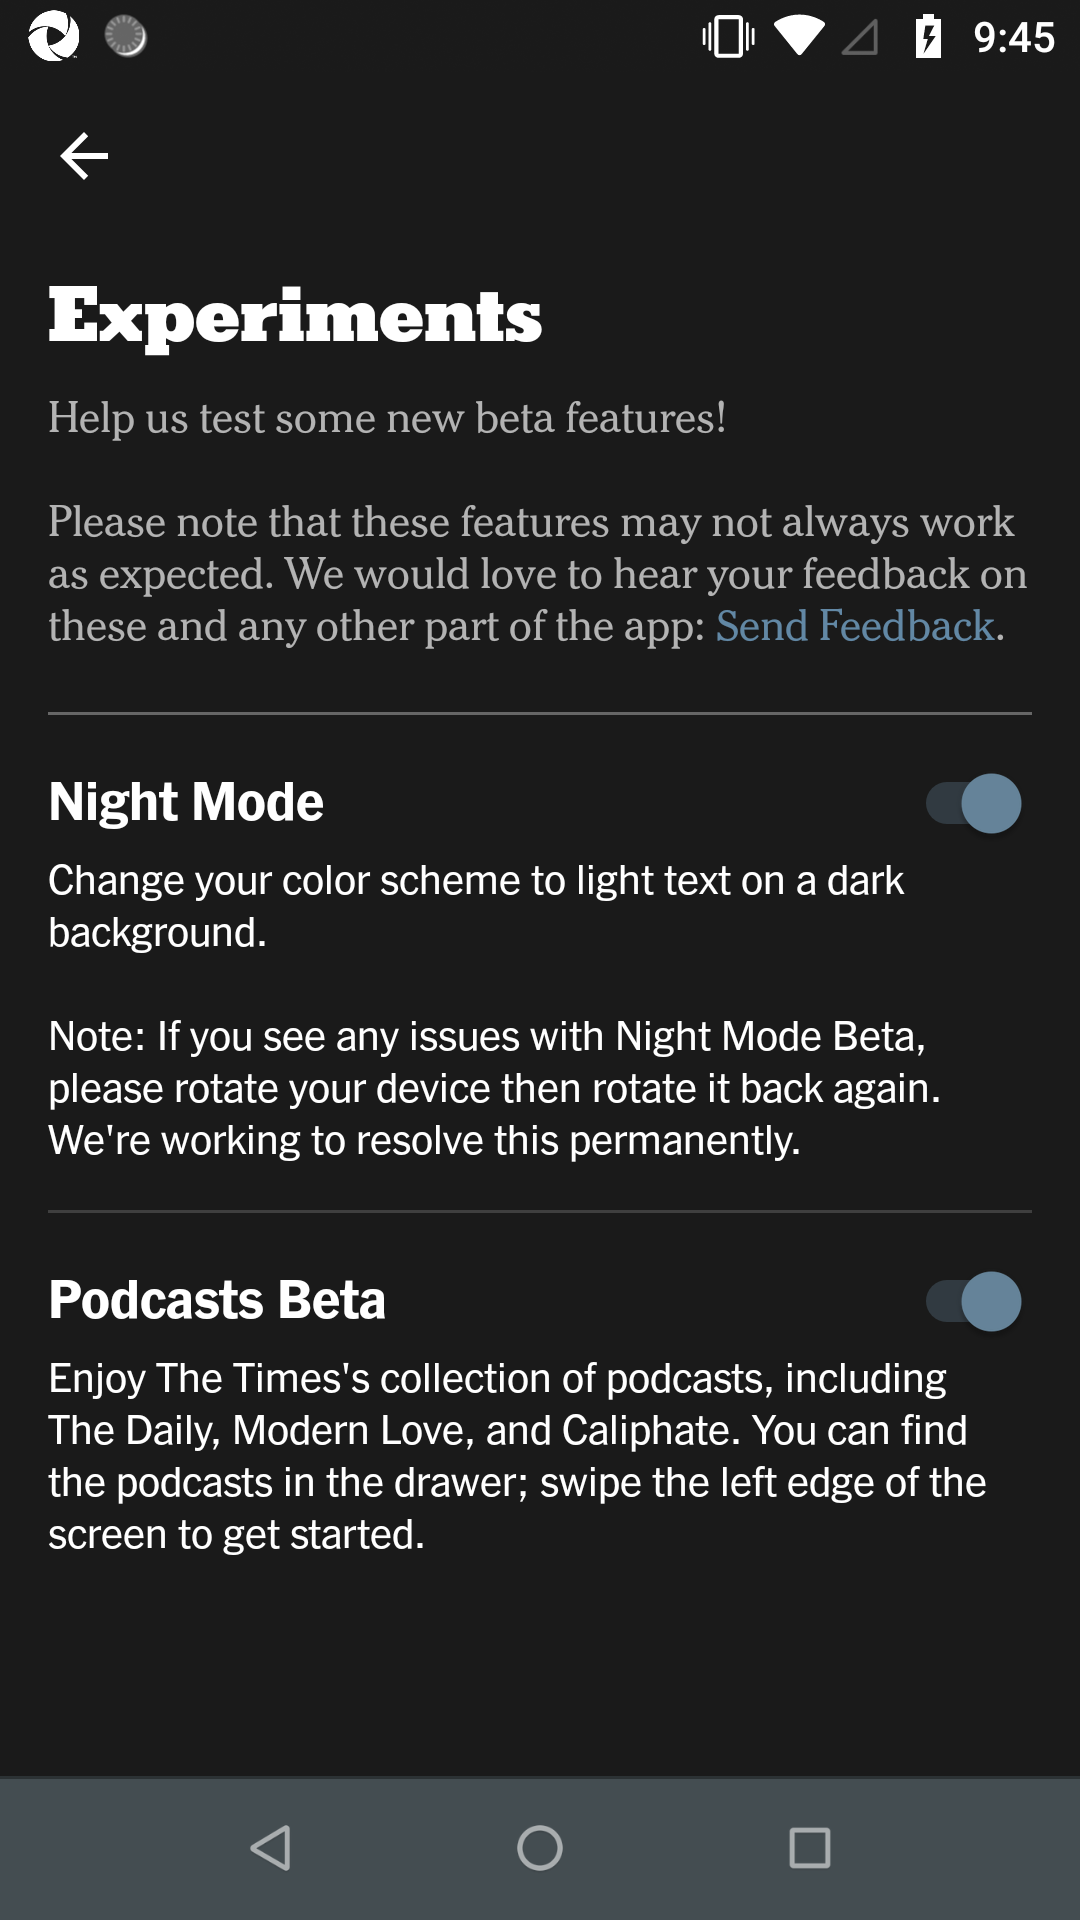 9:45
Experiments
Help us test some new beta features!
Please note that these features may not always work
as expected. We would love to hear your feedback on
these and any other part of the app: Send Feedback.
Night Mode
Change your color scheme to light text on a dark
background.
Note: If you see any issues with Night Mode Beta,
please rotate your device then rotate it back again.
We're working to resolve this permanently.
Podcasts Beta
Enjoy The Times's collection of podcasts, including
The Daily, Modern Love, and Caliphate. You can find
the podcasts in the drawer; swipe the left edge of the
screen to get started.